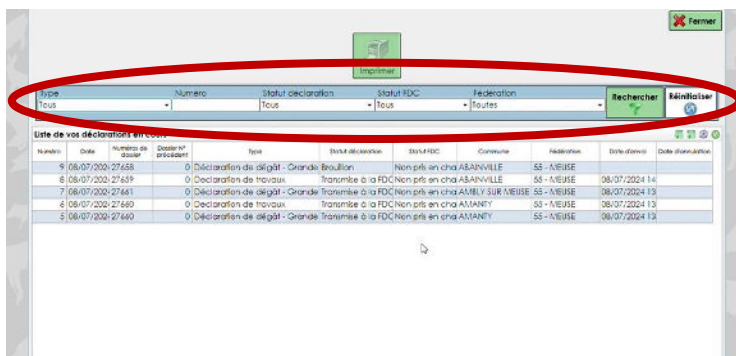 Fermer
Imprimer
Type Numero Statut declaration Statut FDC Federation
Tous Tous Tous Toutes
Rechercher Réinitialiser
Liste de vos déclarations en cours
Numéro Date Numéros de dossier Dossier N° précédent Type Statut déclaration Statut FDC Commune Fédération Date d'envoi Date d'annulation
9 08/07/202 27658 0 Déclaration de dégât - Grande Brouillon Non pris en cha ABAINVILLE 55 - MEUSE
8 08/07/202 27659 0 Declaration de travaux Transmise à la FDC Non pris en cha ABAINVILLE 55 - MEUSE 08/07/2024 14
7 08/07/202 27661 0 Déclaration de dégât - Grande Transmise à la FDC Non pris en cha AMBLY SUR MEUSE 55 - MEUSE 08/07/2024 13
6 08/07/202 27660 0 Declaration de travaux Transmise à la FDC Non pris en cha AMANTY 55 - MEUSE 08/07/2024 13
5 08/07/202 27660 0 Déclaration de dégât - Grande Transmise à la FDC Non pris en cha AMANTY 55 - MEUSE 08/07/2024 13